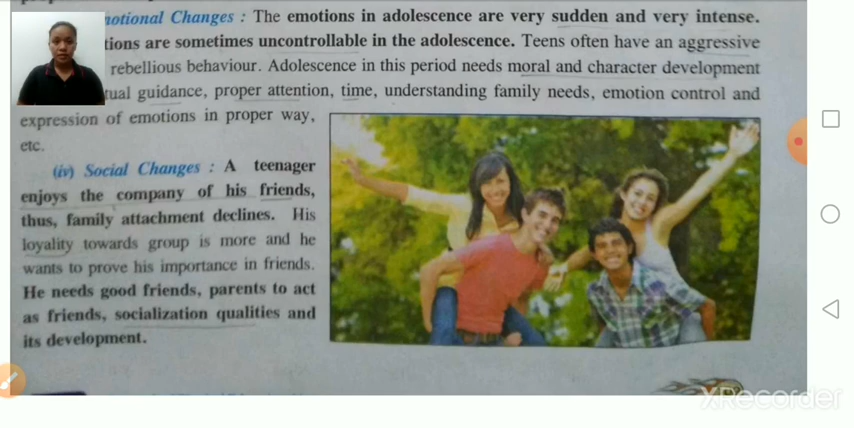 notional Changes : The emotions in adolescence are very sudden and very intense.
tions are sometimes uncontrollable in the adolescence. Teens often have an aggressive
rebellious behaviour. Adolescence in this period needs moral and character development
tual guidance, proper attention, time, understanding family needs, emotion control and
expression of emotions in proper way,
etc.
(iv) Social Changes : A teenager
enjoys the company of his friends,
thus, family attachment declines. His
loyality towards group is more and he
wants to prove his importance in friends.
He needs good friends, parents to act
as friends, socialization qualities and
its development.
XRecorder